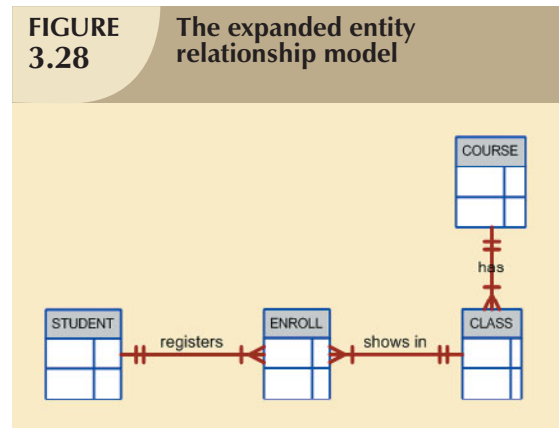 FIGURE
3.28
The expanded entity
relationship model
COURSE
has
STUDENT
registers
ENROLL
shows in
CLASS